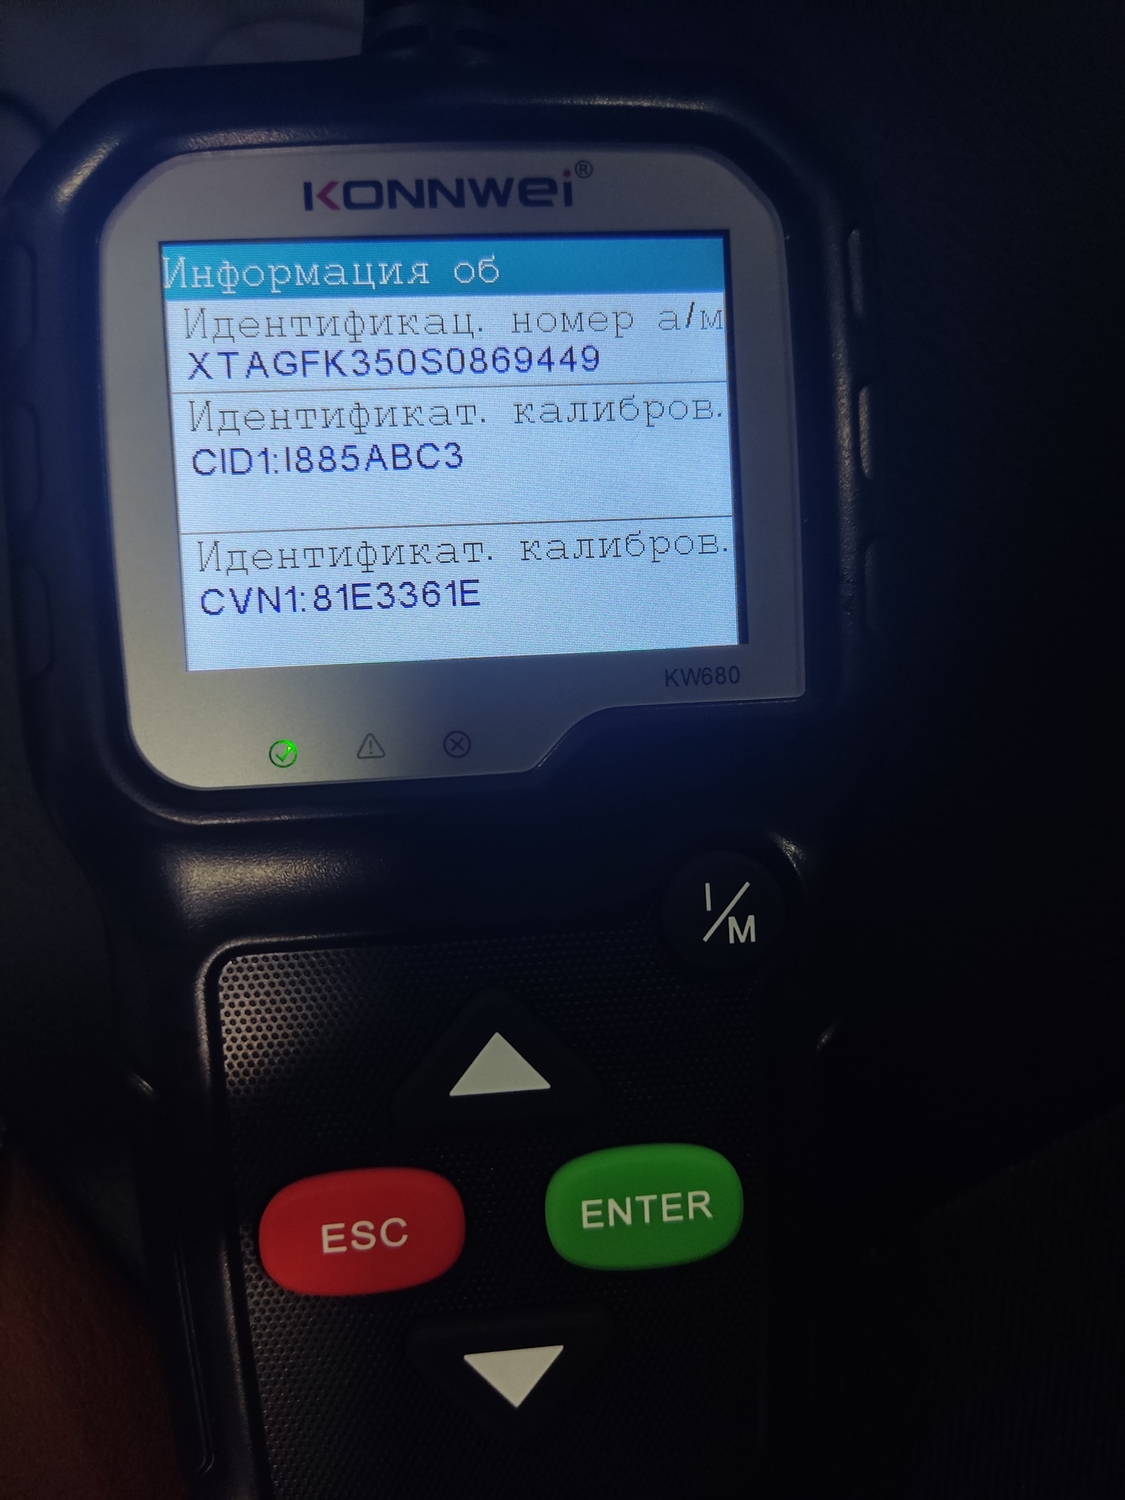 KONNWEI®
Информация об
Идентификац. номер а/м
XTAGFK350S0869449
Идентификат. калибров.
CID1:I885ABC3
Идентификат. калибров.
CVN1:81E3361E
KW680
I/M
ESC
ENTER